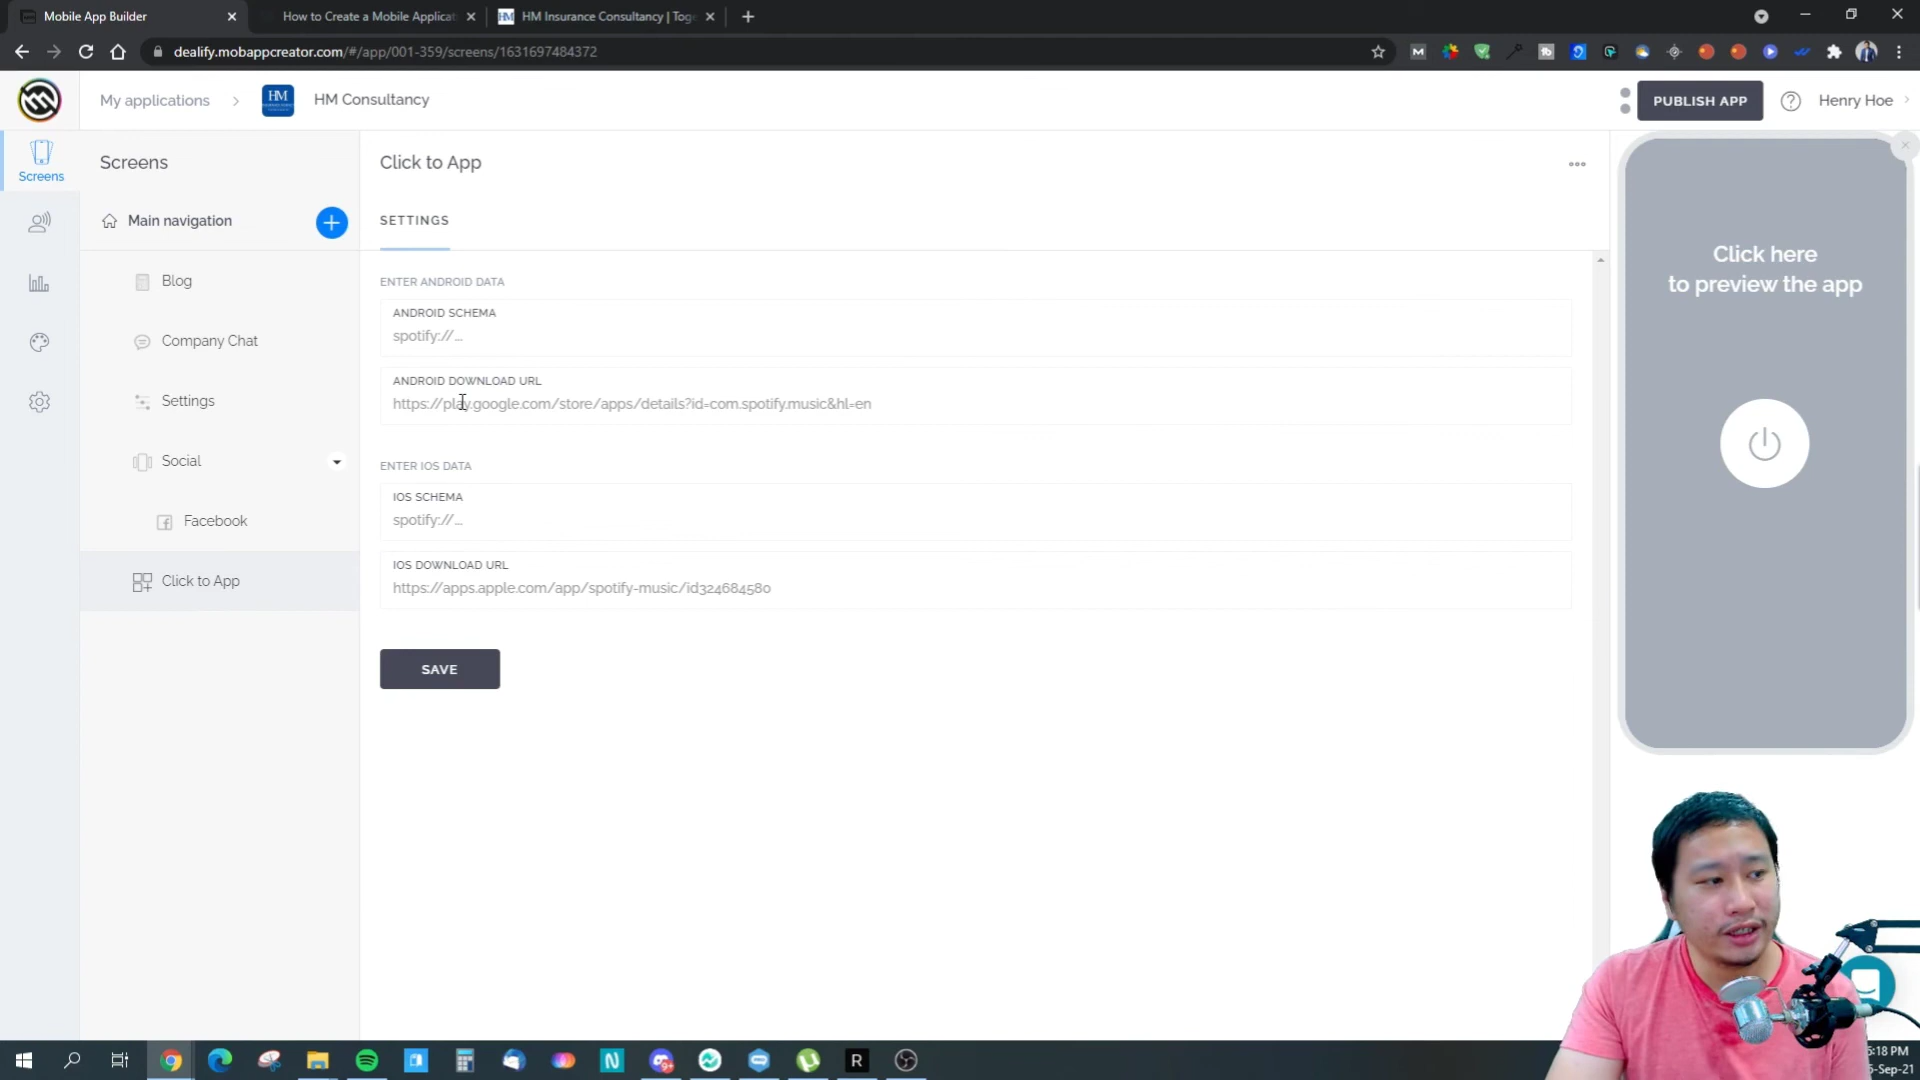 Mobile App Builder
How to Create a Mobile Applicat
HM Insurance Consultancy | Tog
dealify.mobappcreator.com/#/app/001-359/screens/1631697484372
My applications
HM
HM Consultancy
PUBLISH APP
Henry Hoe
Screens
Screens
Main navigation
Blog
Company Chat
Settings
Social
Facebook
Click to App
Click to App
SETTINGS
ENTER ANDROID DATA
ANDROID SCHEMA
spotify://...
ANDROID DOWNLOAD URL
https://play.google.com/store/apps/details?id=com.spotify.music&hl=en
ENTER IOS DATA
IOS SCHEMA
spotify://...
IOS DOWNLOAD URL
https://apps.apple.com/app/spotify-music/id324684580
SAVE
Click here
to preview the app
:18 PM
-Sep-21